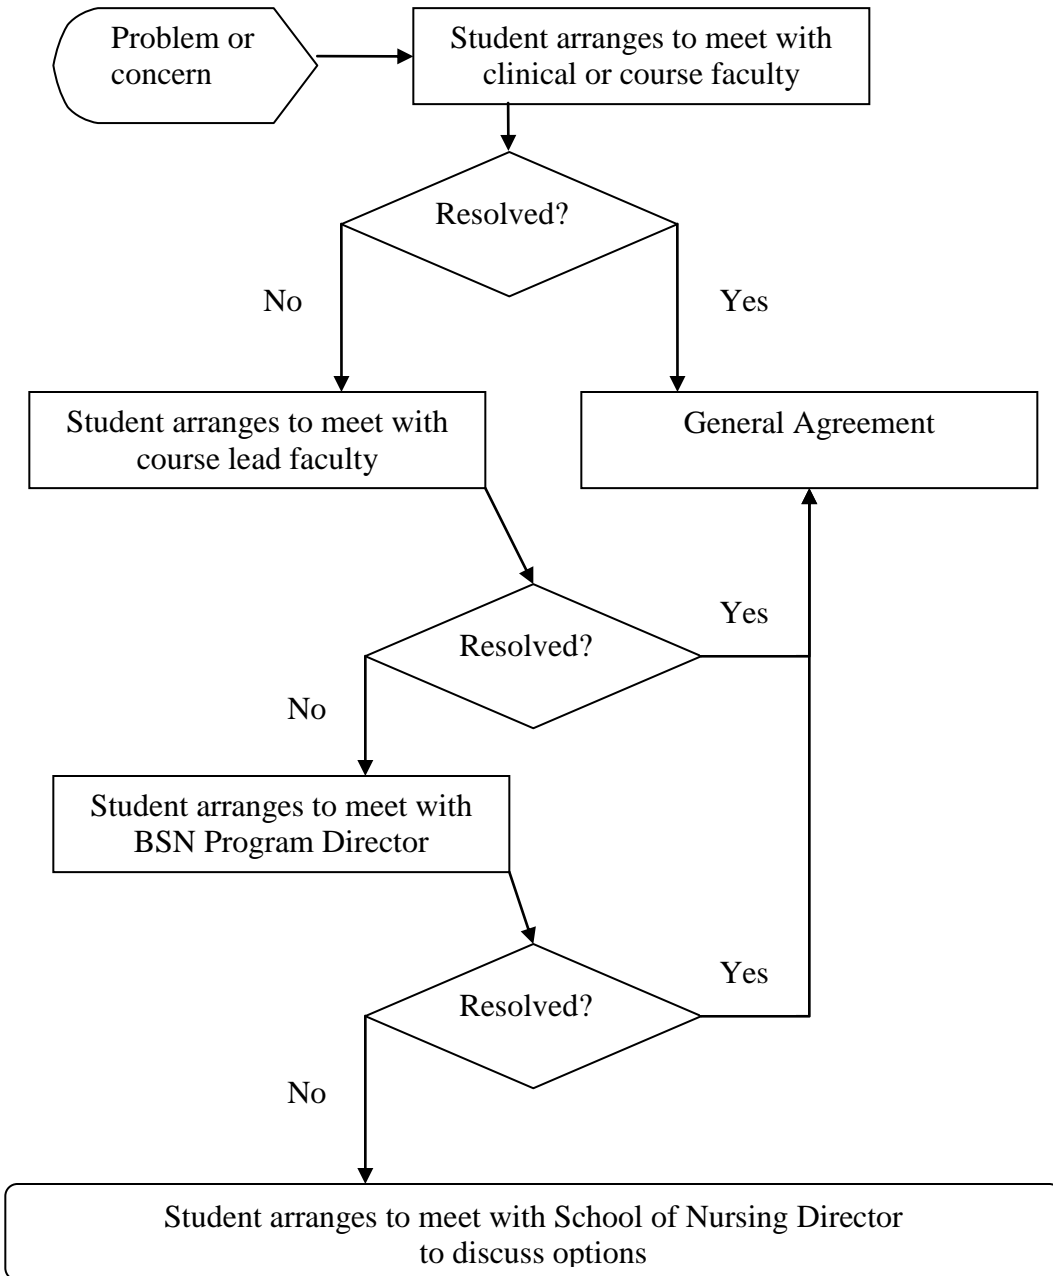 Problem or
concern
Student arranges to meet with
clinical or course faculty
Resolved?
No
Yes
Student arranges to meet with
course lead faculty
General Agreement
Resolved?
Yes
No
Student arranges to meet with
BSN Program Director
Resolved?
Yes
No
Student arranges to meet with School of Nursing Director
to discuss options